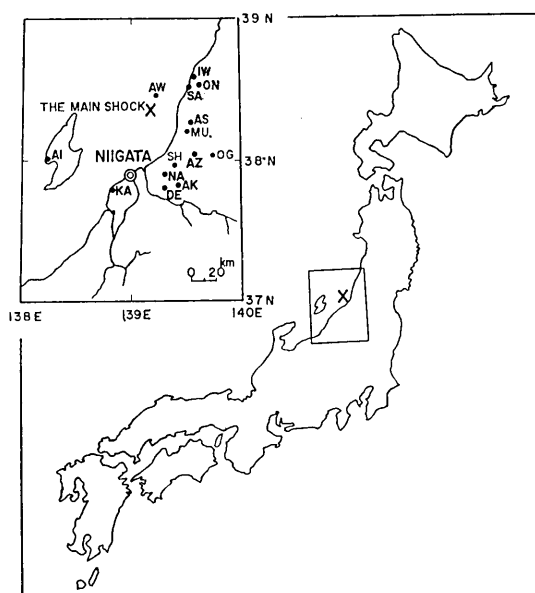 39 N
IW
AW
ON
SA
THE MAIN SHOCK
X
AS
MU.
AI
NIIGATA
SH
AZ
OG
38°N
NA
KA
AK
DE
km
0 20
37 N
138 E
139 E
140 E
X